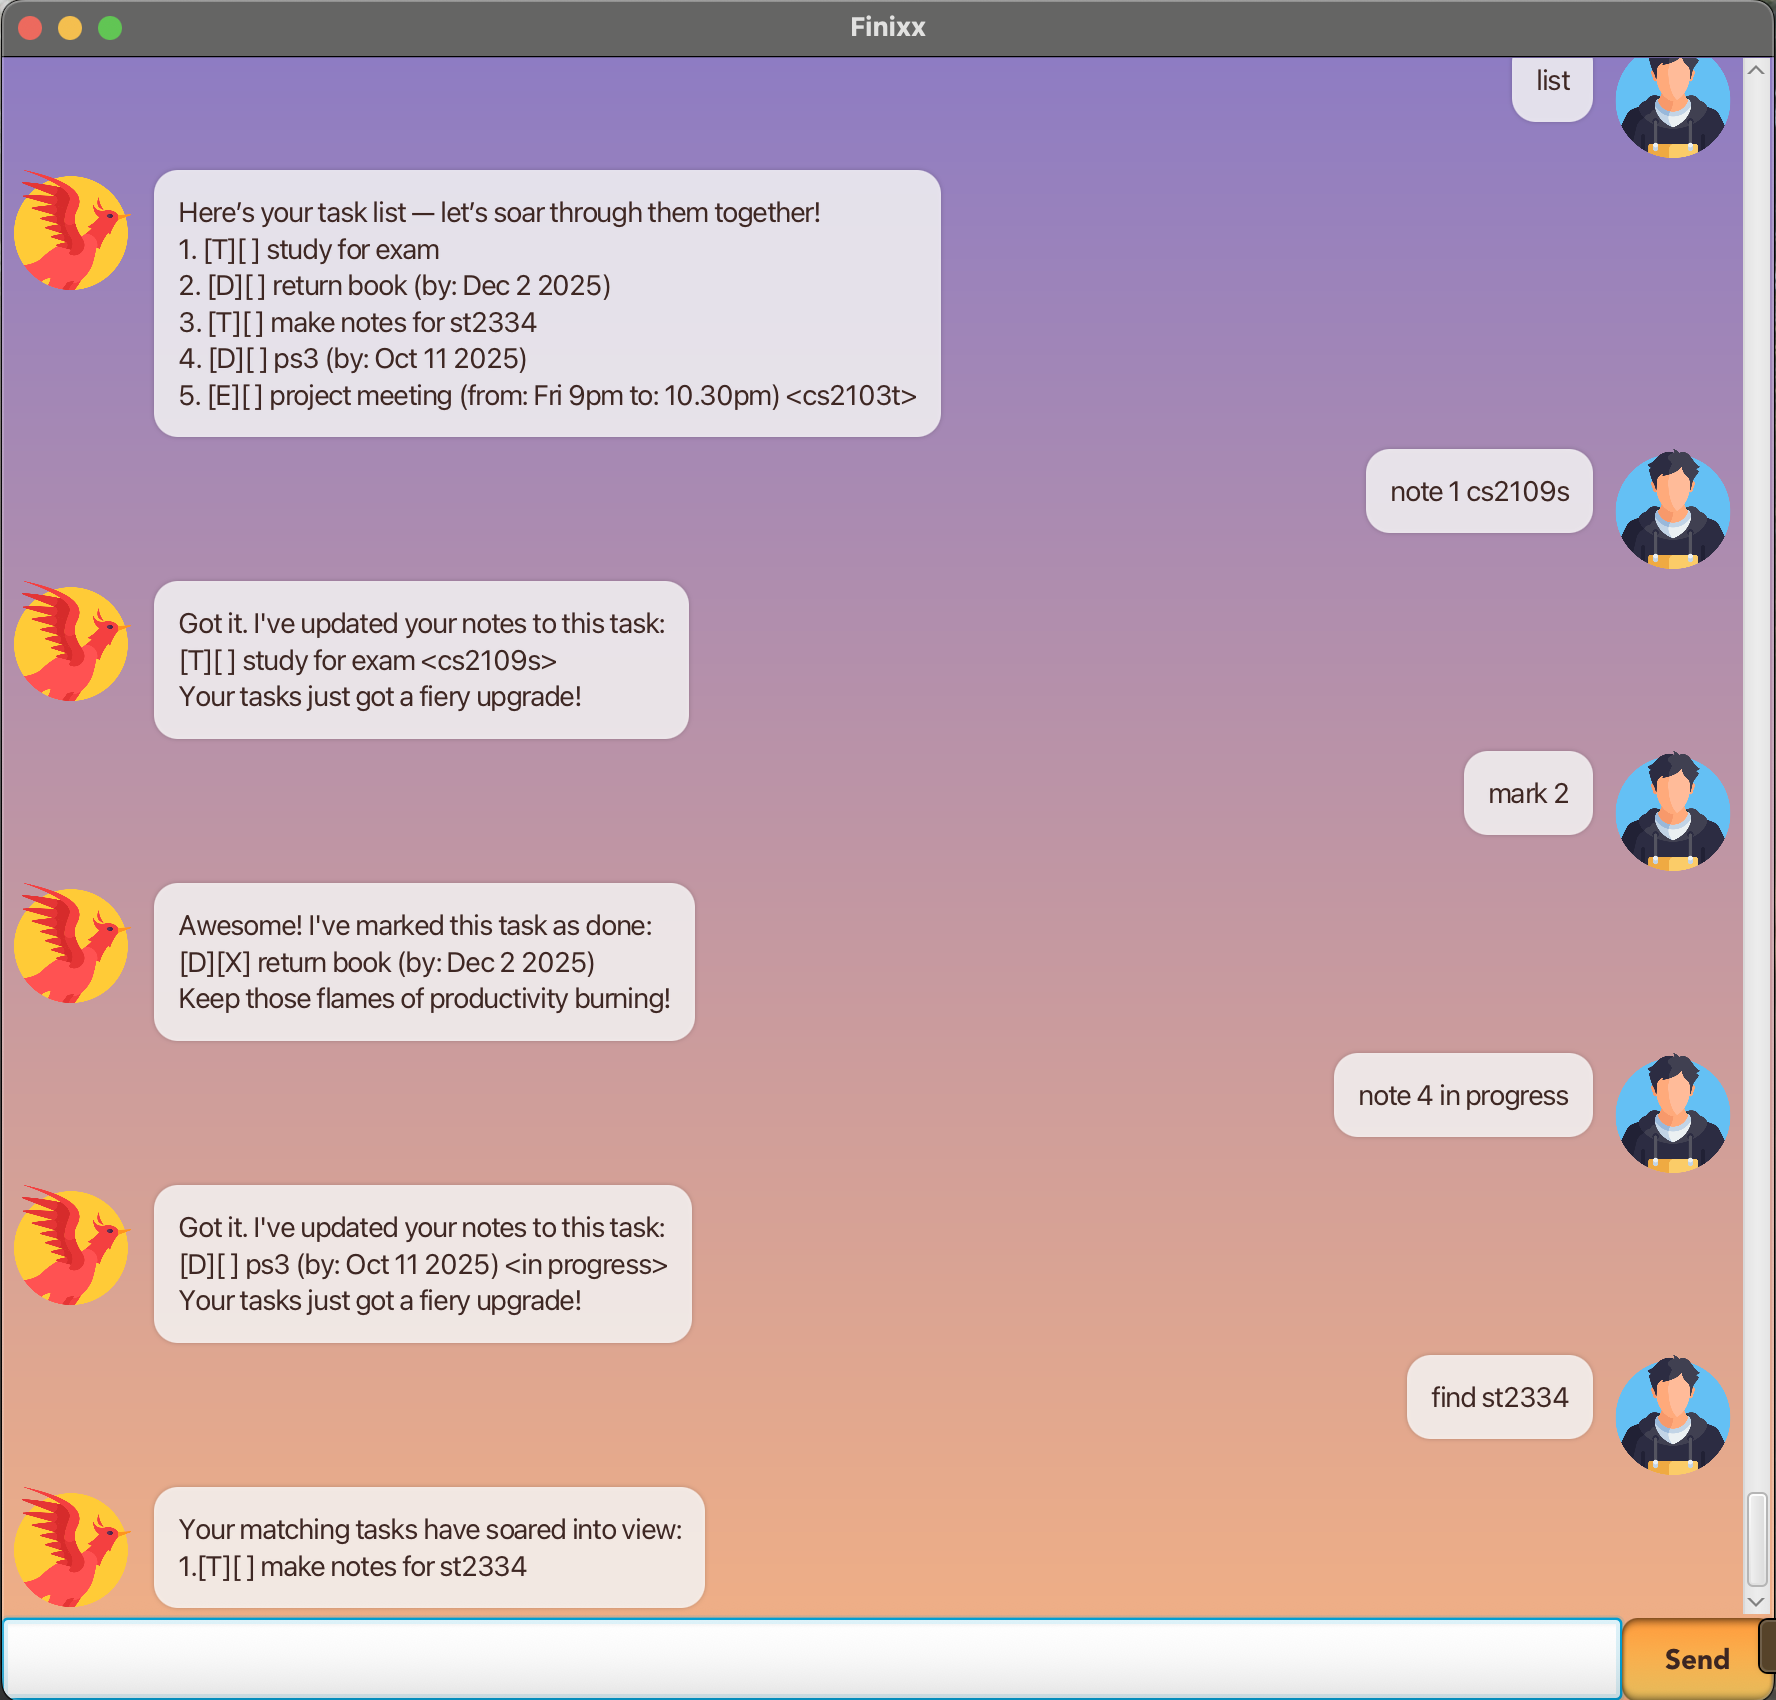 Finixx
list
Here’s your task list — let’s soar through them together!
1. [T][ ] study for exam
2. [D][ ] return book (by: Dec 2 2025)
3. [T][ ] make notes for st2334
4. [D][ ] ps3 (by: Oct 11 2025)
5. [E][ ] project meeting (from: Fri 9pm to: 10.30pm) <cs2103t>
note 1 cs2109s
Got it. I've updated your notes to this task:
[T][ ] study for exam <cs2109s>
Your tasks just got a fiery upgrade!
mark 2
Awesome! I've marked this task as done:
[D][X] return book (by: Dec 2 2025)
Keep those flames of productivity burning!
note 4 in progress
Got it. I've updated your notes to this task:
[D][ ] ps3 (by: Oct 11 2025) <in progress>
Your tasks just got a fiery upgrade!
find st2334
Your matching tasks have soared into view:
1.[T][ ] make notes for st2334
Send